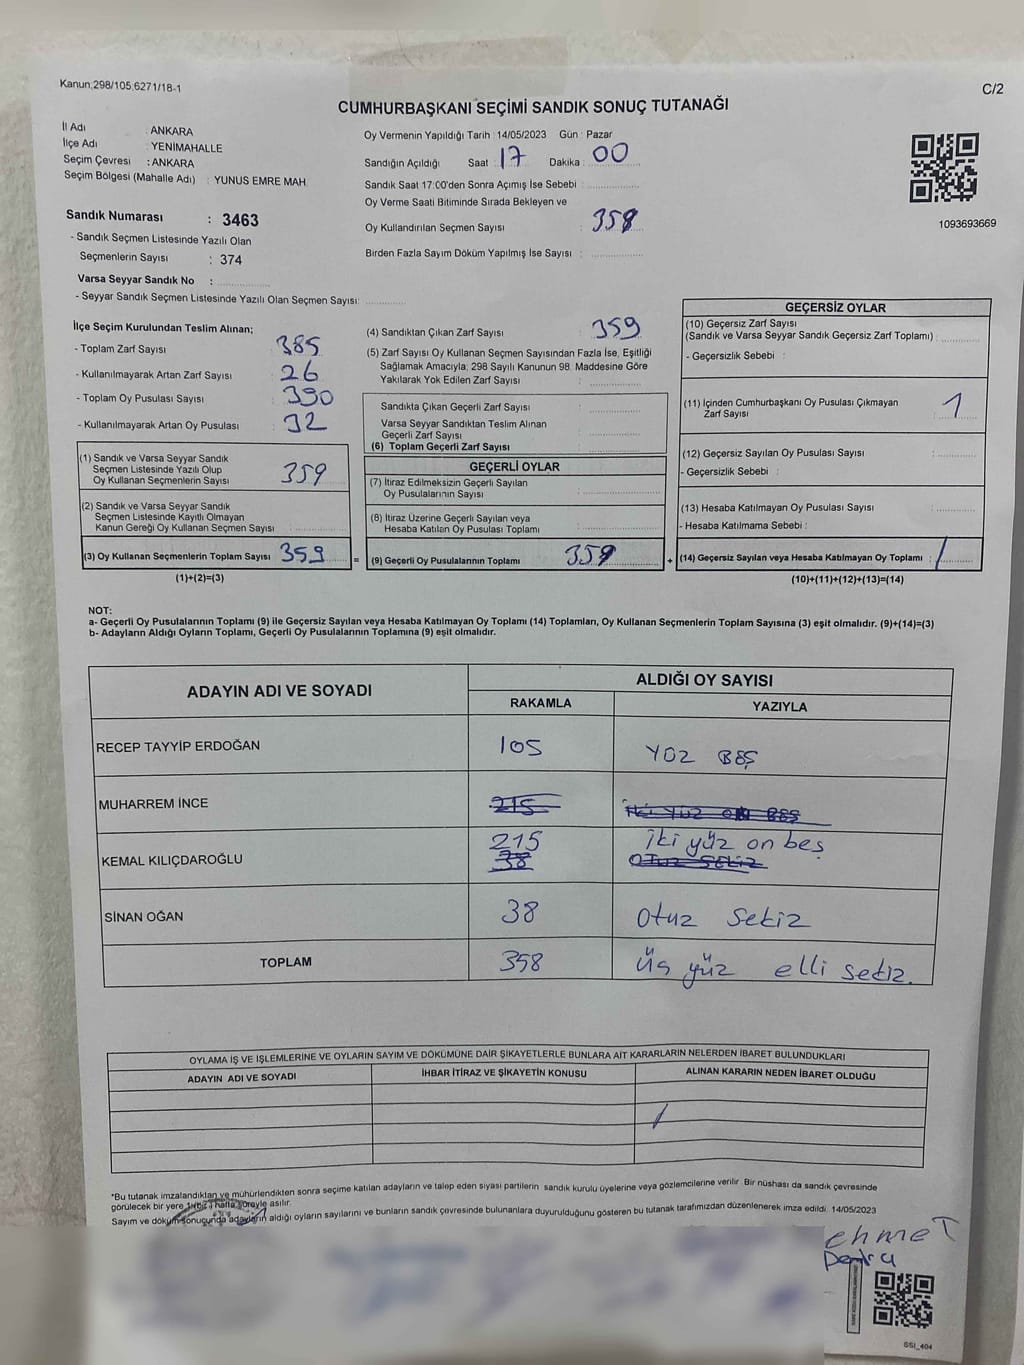 Kanun;298/105;6271/18-1
C/2
CUMHURBAŞKANI SEÇİMİ SANDIK SONUÇ TUTANAĞI
İl Adı : ANKARA
İlçe Adı : YENİMAHALLE
Seçim Çevresi : ANKARA
Seçim Bölgesi (Mahalle Adı) : YUNUS EMRE MAH.
Oy Vermenin Yapıldığı Tarih : 14/05/2023 Gün : Pazar
Sandığın Açıldığı Saat : 17 Dakika : 00
Sandık Saat 17:00'den Sonra Açımış İse Sebebi :
Oy Verme Saati Bitiminde Sırada Bekleyen ve
Oy Kullandırılan Seçmen Sayısı : 358
Birden Fazla Sayım Döküm Yapılmış İse Sayısı :
1093693669
Sandık Numarası : 3463
- Sandık Seçmen Listesinde Yazılı Olan
Seçmenlerin Sayısı : 374
Varsa Seyyar Sandık No :
- Seyyar Sandık Seçmen Listesinde Yazılı Olan Seçmen Sayısı:
İlçe Seçim Kurulundan Teslim Alınan;
- Toplam Zarf Sayısı 385
- Kullanılmayarak Artan Zarf Sayısı 26
- Toplam Oy Pusulası Sayısı 390
- Kullanılmayarak Artan Oy Pusulası 32
(1) Sandık ve Varsa Seyyar Sandık
Seçmen Listesinde Yazılı Olup
Oy Kullanan Seçmenlerin Sayısı 359
(2) Sandık ve Varsa Seyyar Sandık
Seçmen Listesinde Kayıtlı Olmayan
Kanun Gereği Oy Kullanan Seçmen Sayısı
(3) Oy Kullanan Seçmenlerin Toplam Sayısı 359
(1)+(2)=(3)
(4) Sandıktan Çıkan Zarf Sayısı : 359
(5) Zarf Sayısı Oy Kullanan Seçmen Sayısından Fazla İse, Eşitliği
Sağlamak Amacıyla; 298 Sayılı Kanunun 98. Maddesine Göre
Yakılarak Yok Edilen Zarf Sayısı :
Sandıkta Çıkan Geçerli Zarf Sayısı :
Varsa Seyyar Sandıktan Teslim Alınan
Geçerli Zarf Sayısı :
(6) Toplam Geçerli Zarf Sayısı :
GEÇERLİ OYLAR
(7) İtiraz Edilmeksizin Geçerli Sayılan
Oy Pusulalarının Sayısı :
(8) İtiraz Üzerine Geçerli Sayılan veya
Hesaba Katılan Oy Pusulası Toplamı :
= (9) Geçerli Oy Pusulalarının Toplamı 359 +
GEÇERSİZ OYLAR
(10) Geçersiz Zarf Sayısı
(Sandık ve Varsa Seyyar Sandık Geçersiz Zarf Toplamı) :
- Geçersizlik Sebebi :
(11) İçinden Cumhurbaşkanı Oy Pusulası Çıkmayan
Zarf Sayısı : 1
(12) Geçersiz Sayılan Oy Pusulası Sayısı :
- Geçersizlik Sebebi :
(13) Hesaba Katılmayan Oy Pusulası Sayısı :
- Hesaba Katılmama Sebebi :
(14) Geçersiz Sayılan veya Hesaba Katılmayan Oy Toplamı : 1
(10)+(11)+(12)+(13)=(14)
NOT:
a- Geçerli Oy Pusulalarının Toplamı (9) ile Geçersiz Sayılan veya Hesaba Katılmayan Oy Toplamı (14) Toplamları, Oy Kullanan Seçmenlerin Toplam Sayısına (3) eşit olmalıdır. (9)+(14)=(3)
b- Adayların Aldığı Oyların Toplamı, Geçerli Oy Pusulalarının Toplamına (9) eşit olmalıdır.
ADAYIN ADI VE SOYADI
ALDIĞI OY SAYISI
RAKAMLA YAZIYLA
RECEP TAYYİP ERDOĞAN 105 YÜZ BEŞ
MUHARREM İNCE 215 İKİ YÜZ ON BEŞ
215 iki yüz on beş
KEMAL KILIÇDAROĞLU 38 OTUZ SEKİZ
SİNAN OĞAN 38 Otuz Sekiz
TOPLAM 358 Üç yüz elli sekiz.
OYLAMA İŞ VE İŞLEMLERİNE VE OYLARIN SAYIM VE DÖKÜMÜNE DAİR ŞİKAYETLERLE BUNLARA AİT KARARLARIN NELERDEN İBARET BULUNDUKLARI
ADAYIN ADI VE SOYADI İHBAR İTİRAZ VE ŞİKAYETİN KONUSU ALINAN KARARIN NEDEN İBARET OLDUĞU
*Bu tutanak imzalandıktan ve mühürlendikten sonra seçime katılan adayların ve talep eden siyasi partilerin sandık kurulu üyelerine veya gözlemcilerine verilir. Bir nüshası da sandık çevresinde
görülecek bir yere 1 (bir) hafta süreyle asılır.
Sayım ve döküm sonucunda adayların aldığı oyların sayılarını ve bunların sandık çevresinde bulunanlara duyurulduğunu gösteren bu tutanak tarafımızdan düzenlenerek imza edildi. 14/05/2023
ehmet
SSI_404